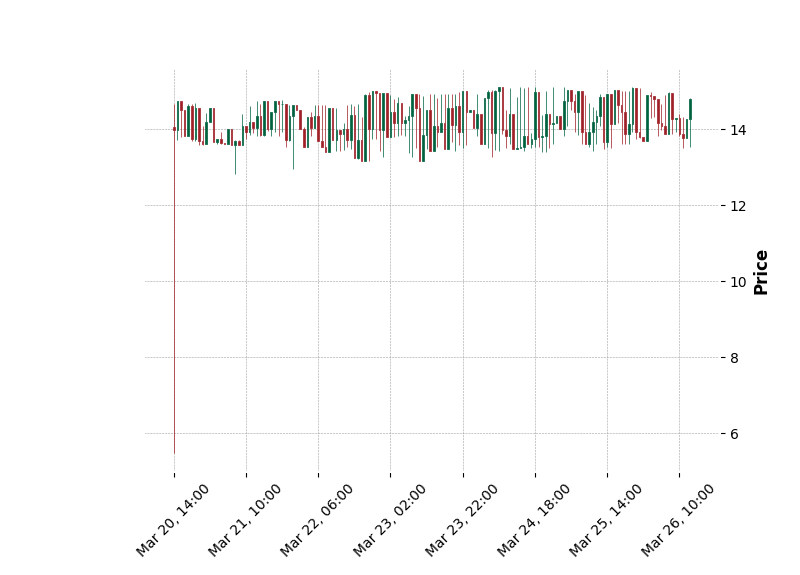 14
12
10
8
6
Price
Mar 20, 14:00
Mar 21, 10:00
Mar 22, 06:00
Mar 23, 02:00
Mar 23, 22:00
Mar 24, 18:00
Mar 25, 14:00
Mar 26, 10:00